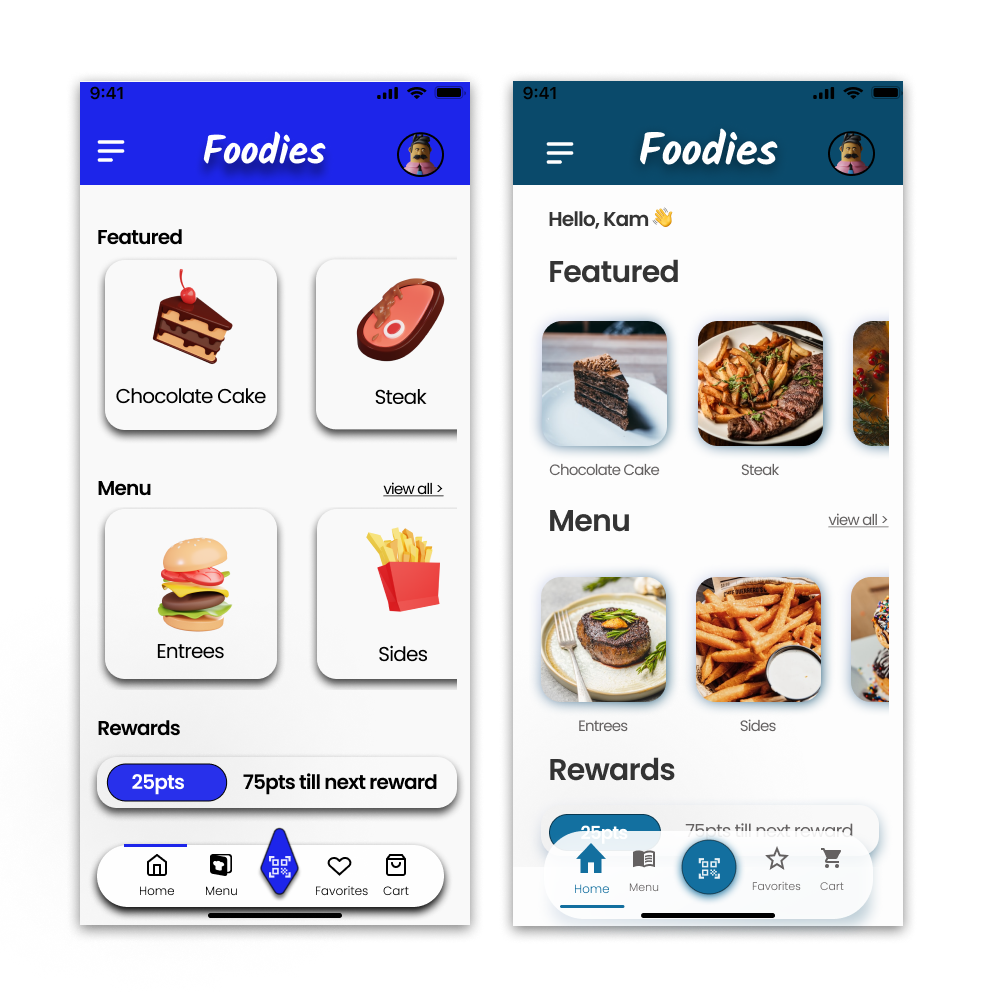 9:41
Foodies
Featured
Chocolate Cake
Steak
Menu
view all >
Entrees
Sides
Rewards
25pts
75pts till next reward
Home
Menu
Favorites
Cart
9:41
Foodies
Hello, Kam 👋
Featured
Chocolate Cake
Steak
Menu
view all >
Entrees
Sides
Rewards
25pts
75pts till next reward
Home
Menu
Favorites
Cart